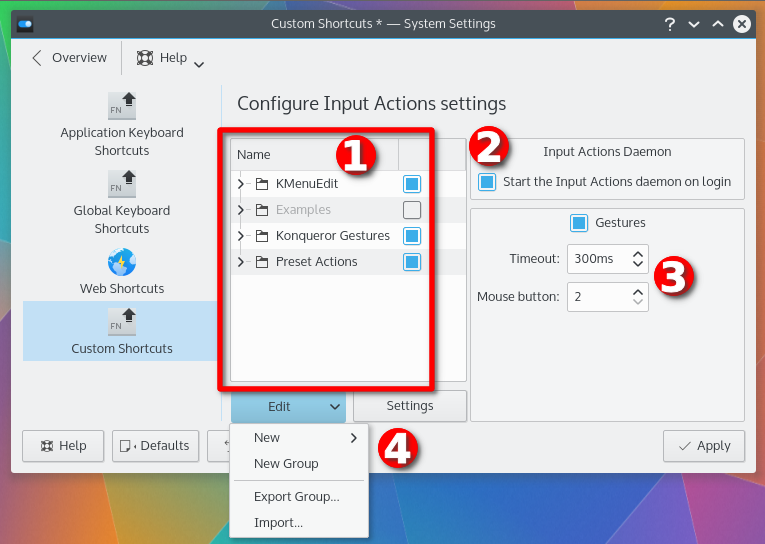 Custom Shortcuts * — System Settings
Overview
Help
FN
Application Keyboard
Shortcuts
FN
Global Keyboard
Shortcuts
Web Shortcuts
FN
Custom Shortcuts
Configure Input Actions settings
1
Name
KMenuEdit
Examples
Konqueror Gestures
Preset Actions
2
Input Actions Daemon
Start the Input Actions daemon on login
Gestures
Timeout: 300ms
3
Mouse button: 2
Edit
Settings
4
New
New Group
Export Group...
Import...
Help
Defaults
Apply